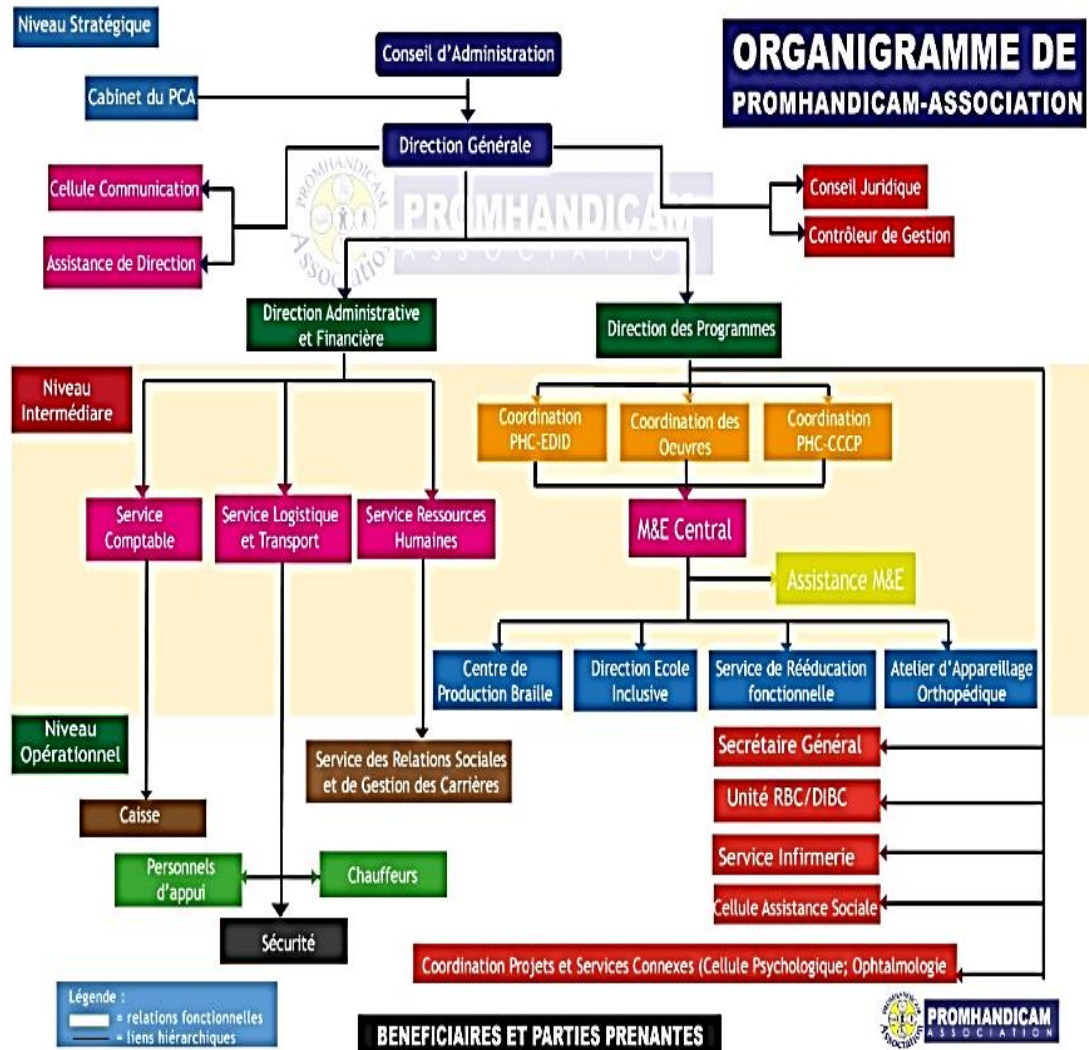 Niveau Stratégique
ORGANIGRAMME DE
PROMHANDICAM-ASSOCIATION
Conseil d'Administration
Cabinet du PCA
Direction Générale
Cellule Communication
Assistance de Direction
Conseil Juridique
Contrôleur de Gestion
PROMHANDICAM
Association
PROMHANDICAM
ASSOCIATION
Direction Administrative
et Financière
Direction des Programmes
Niveau
Intermédiare
Coordination
PHC-EDID
Coordination des
Oeuvres
Coordination
PHC-CCCP
Service
Comptable
Service Logistique
et Transport
Service Ressources
Humaines
M&E Central
Assistance M&E
Centre de
Production Braille
Direction Ecole
Inclusive
Service de Rééducation
fonctionnelle
Atelier d'Appareillage
Orthopédique
Niveau
Opérationnel
Service des Relations Sociales
et de Gestion des Carrières
Secrétaire Général
Unité RBC/DIBC
Service Infirmerie
Cellule Assistance Sociale
Caisse
Personnels
d'appui
Chauffeurs
Sécurité
Coordination Projets et Services Connexes (Cellule Psychologique; Ophtalmologie
Légende :
= relations fonctionnelles
= liens hiérarchiques
BENEFICIAIRES ET PARTIES PRENANTES
PROMHANDICAM
ASSOCIATION